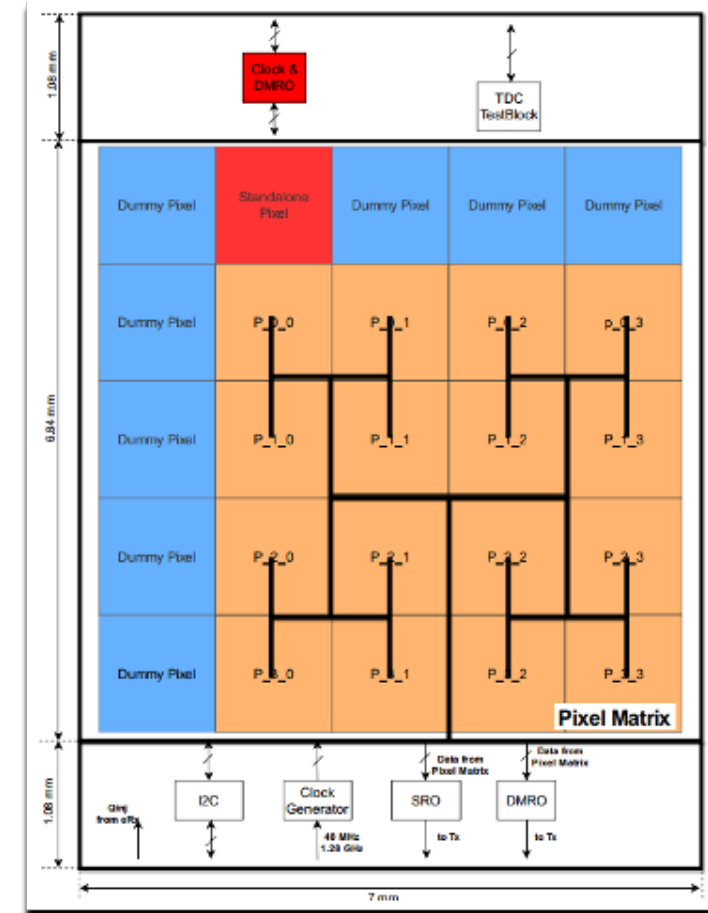 1.08 mm
Clock &
DMRO
TDC
TestBlock
6.84 mm
Dummy Pixel
Standalone
Pixel
Dummy Pixel
Dummy Pixel
Dummy Pixel
Dummy Pixel
P_0_0
P_0_1
P_0_2
p_0_3
Dummy Pixel
P_1_0
P_1_1
P_1_2
P_1_3
Dummy Pixel
P_2_0
P_2_1
P_2_2
P_2_3
Dummy Pixel
P_3_0
P_3_1
P_3_2
P_3_3
Pixel Matrix
1.08 mm
Qinj
from eRx
I2C
Clock
Generator
40 MHz
1.28 GHz
Data from
Pixel Matrix
SRO
to Tx
Data from
Pixel Matrix
DMRO
to Tx
7 mm